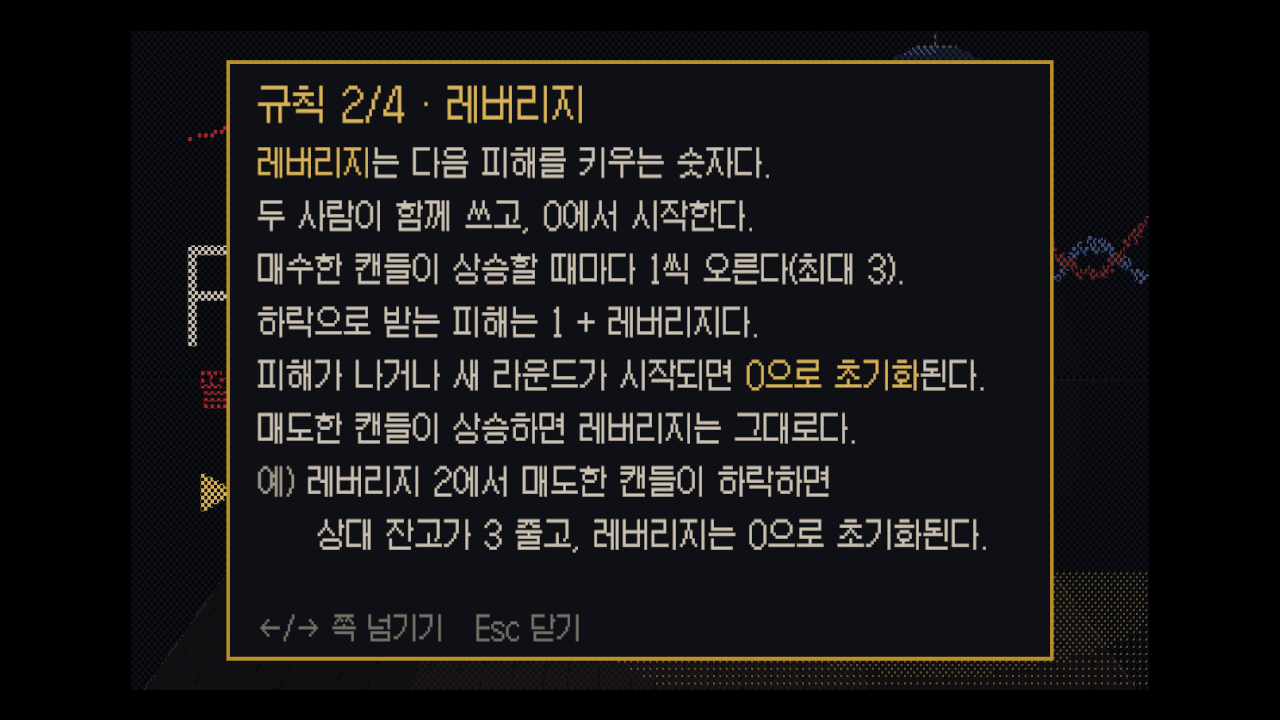 규칙 2/4 · 레버리지
레버리지는 다음 피해를 키우는 숫자다.
두 사람이 함께 쓰고, 0에서 시작한다.
매수한 캔들이 상승할 때마다 1씩 오른다(최대 3).
하락으로 받는 피해는 1 + 레버리지다.
피해가 나거나 새 라운드가 시작되면 0으로 초기화된다.
매도한 캔들이 상승하면 레버리지는 그대로다.
예) 레버리지 2에서 매도한 캔들이 하락하면
상대 잔고가 3 줄고, 레버리지는 0으로 초기화된다.
←/→ 쪽 넘기기 Esc 닫기